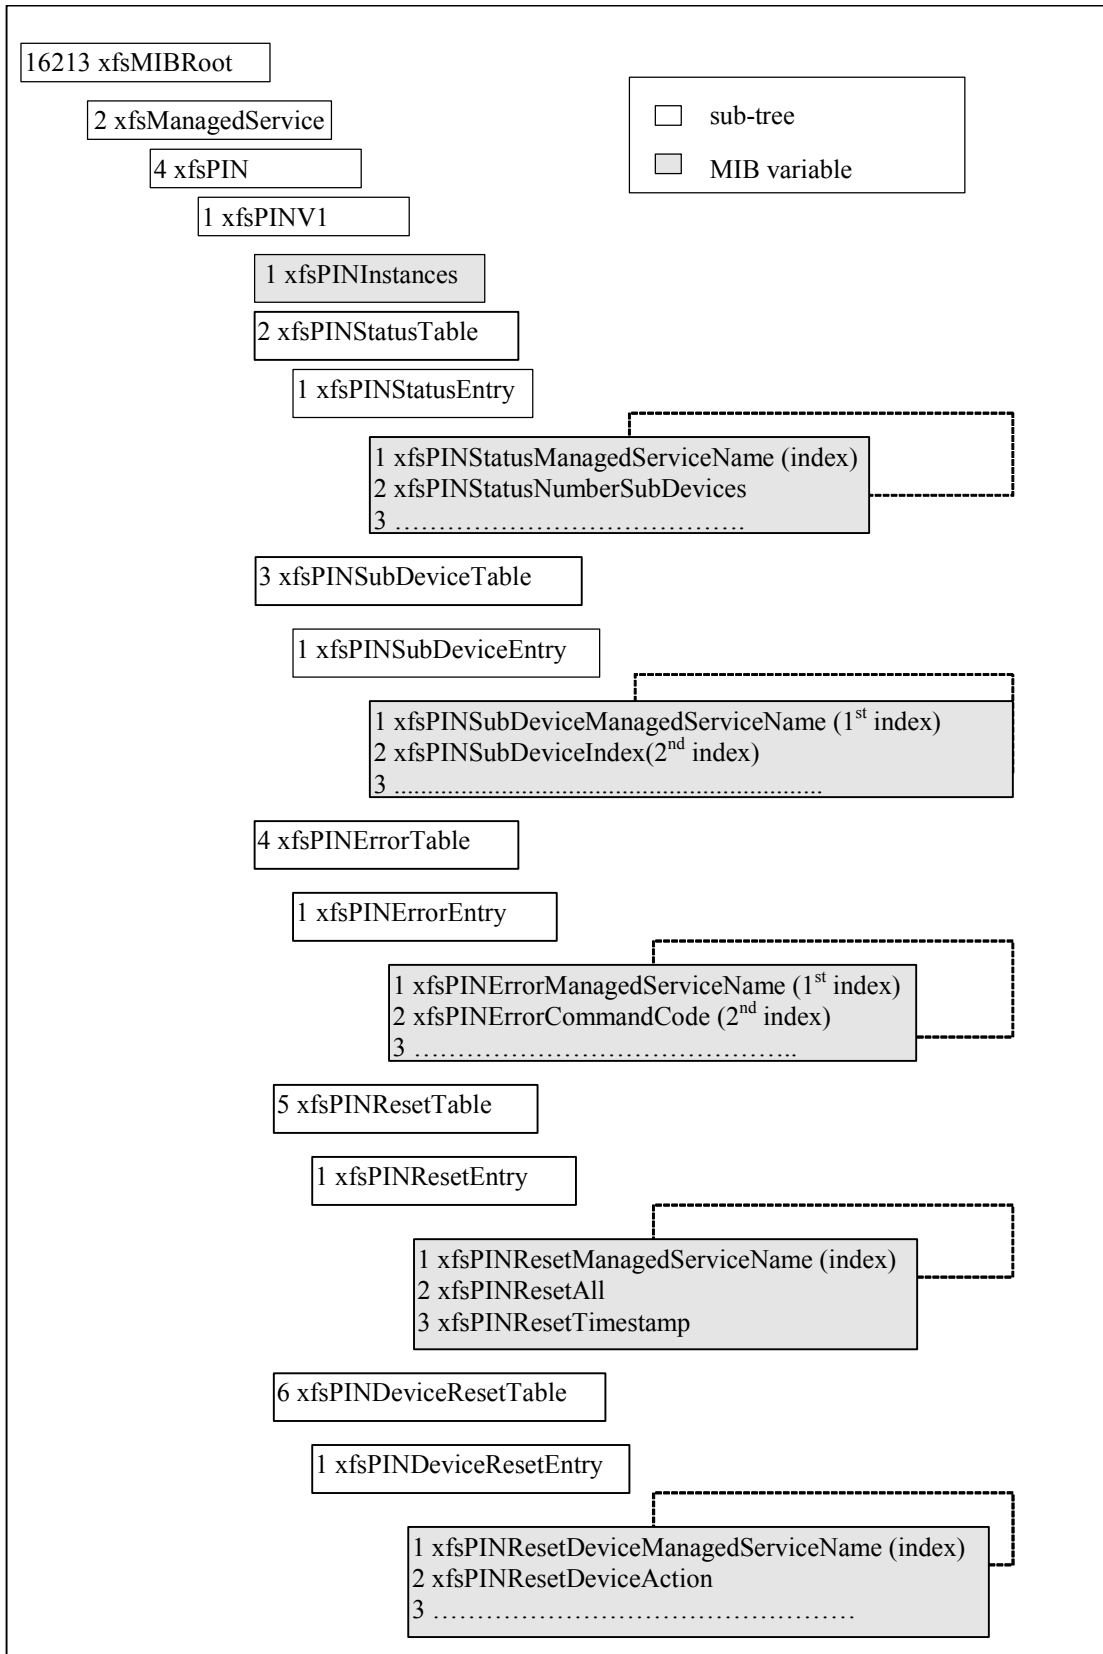 16213 xfsMIBRoot
2 xfsManagedService
sub-tree
4 xfsPIN
MIB variable
1 xfsPINV1
1 xfsPINInstances
2 xfsPINStatusTable
1 xfsPINStatusEntry
1 xfsPINStatusManagedServiceName (index)
2 xfsPINStatusNumberSubDevices
3 …………………………………
3 xfsPINSubDeviceTable
1 xfsPINSubDeviceEntry
1 xfsPINSubDeviceManagedServiceName (1st index)
2 xfsPINSubDeviceIndex(2nd index)
3 ................................................................
4 xfsPINErrorTable
1 xfsPINErrorEntry
1 xfsPINErrorManagedServiceName (1st index)
2 xfsPINErrorCommandCode (2nd index)
3 ……………………………………..
5 xfsPINResetTable
1 xfsPINResetEntry
1 xfsPINResetManagedServiceName (index)
2 xfsPINResetAll
3 xfsPINResetTimestamp
6 xfsPINDeviceResetTable
1 xfsPINDeviceResetEntry
1 xfsPINResetDeviceManagedServiceName (index)
2 xfsPINResetDeviceAction
3 …………………………………………